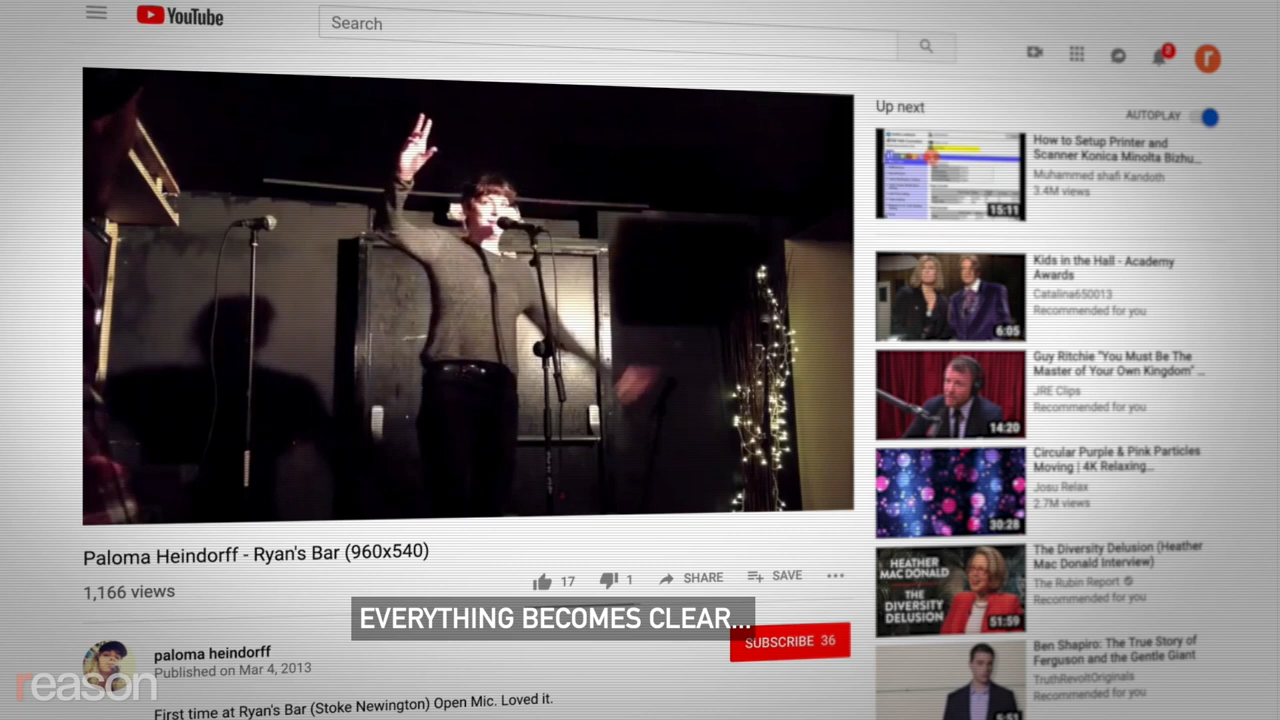 YouTube
Search
2
r
Up next
AUTOPLAY
How to Setup Printer and
Scanner Konica Minolta Bizhu...
Muhammed shafi Kandoth
3.4M views
15:11
Kids in the Hall - Academy
Awards
Catalina650013
Recommended for you
6:05
Guy Ritchie "You Must Be The
Master of Your Own Kingdom" ...
JRE Clips
Recommended for you
14:20
Circular Purple & Pink Particles
Moving | 4K Relaxing...
Josu Relax
2.7M views
30:28
The Diversity Delusion (Heather
Mac Donald Interview)
The Rubin Report
Recommended for you
HEATHER
MAC DONALD
THE
DIVERSITY
DELUSION
51:59
Ben Shapiro: The True Story of
Ferguson and the Gentle Giant
TruthRevoltOriginals
Recommended for you
6:51
Paloma Heindorff - Ryan's Bar (960x540)
1,166 views
17
1
SHARE
SAVE
EVERYTHING BECOMES CLEAR...
SUBSCRIBE 36
paloma heindorff
Published on Mar 4, 2013
reason
First time at Ryan's Bar (Stoke Newington) Open Mic. Loved it.